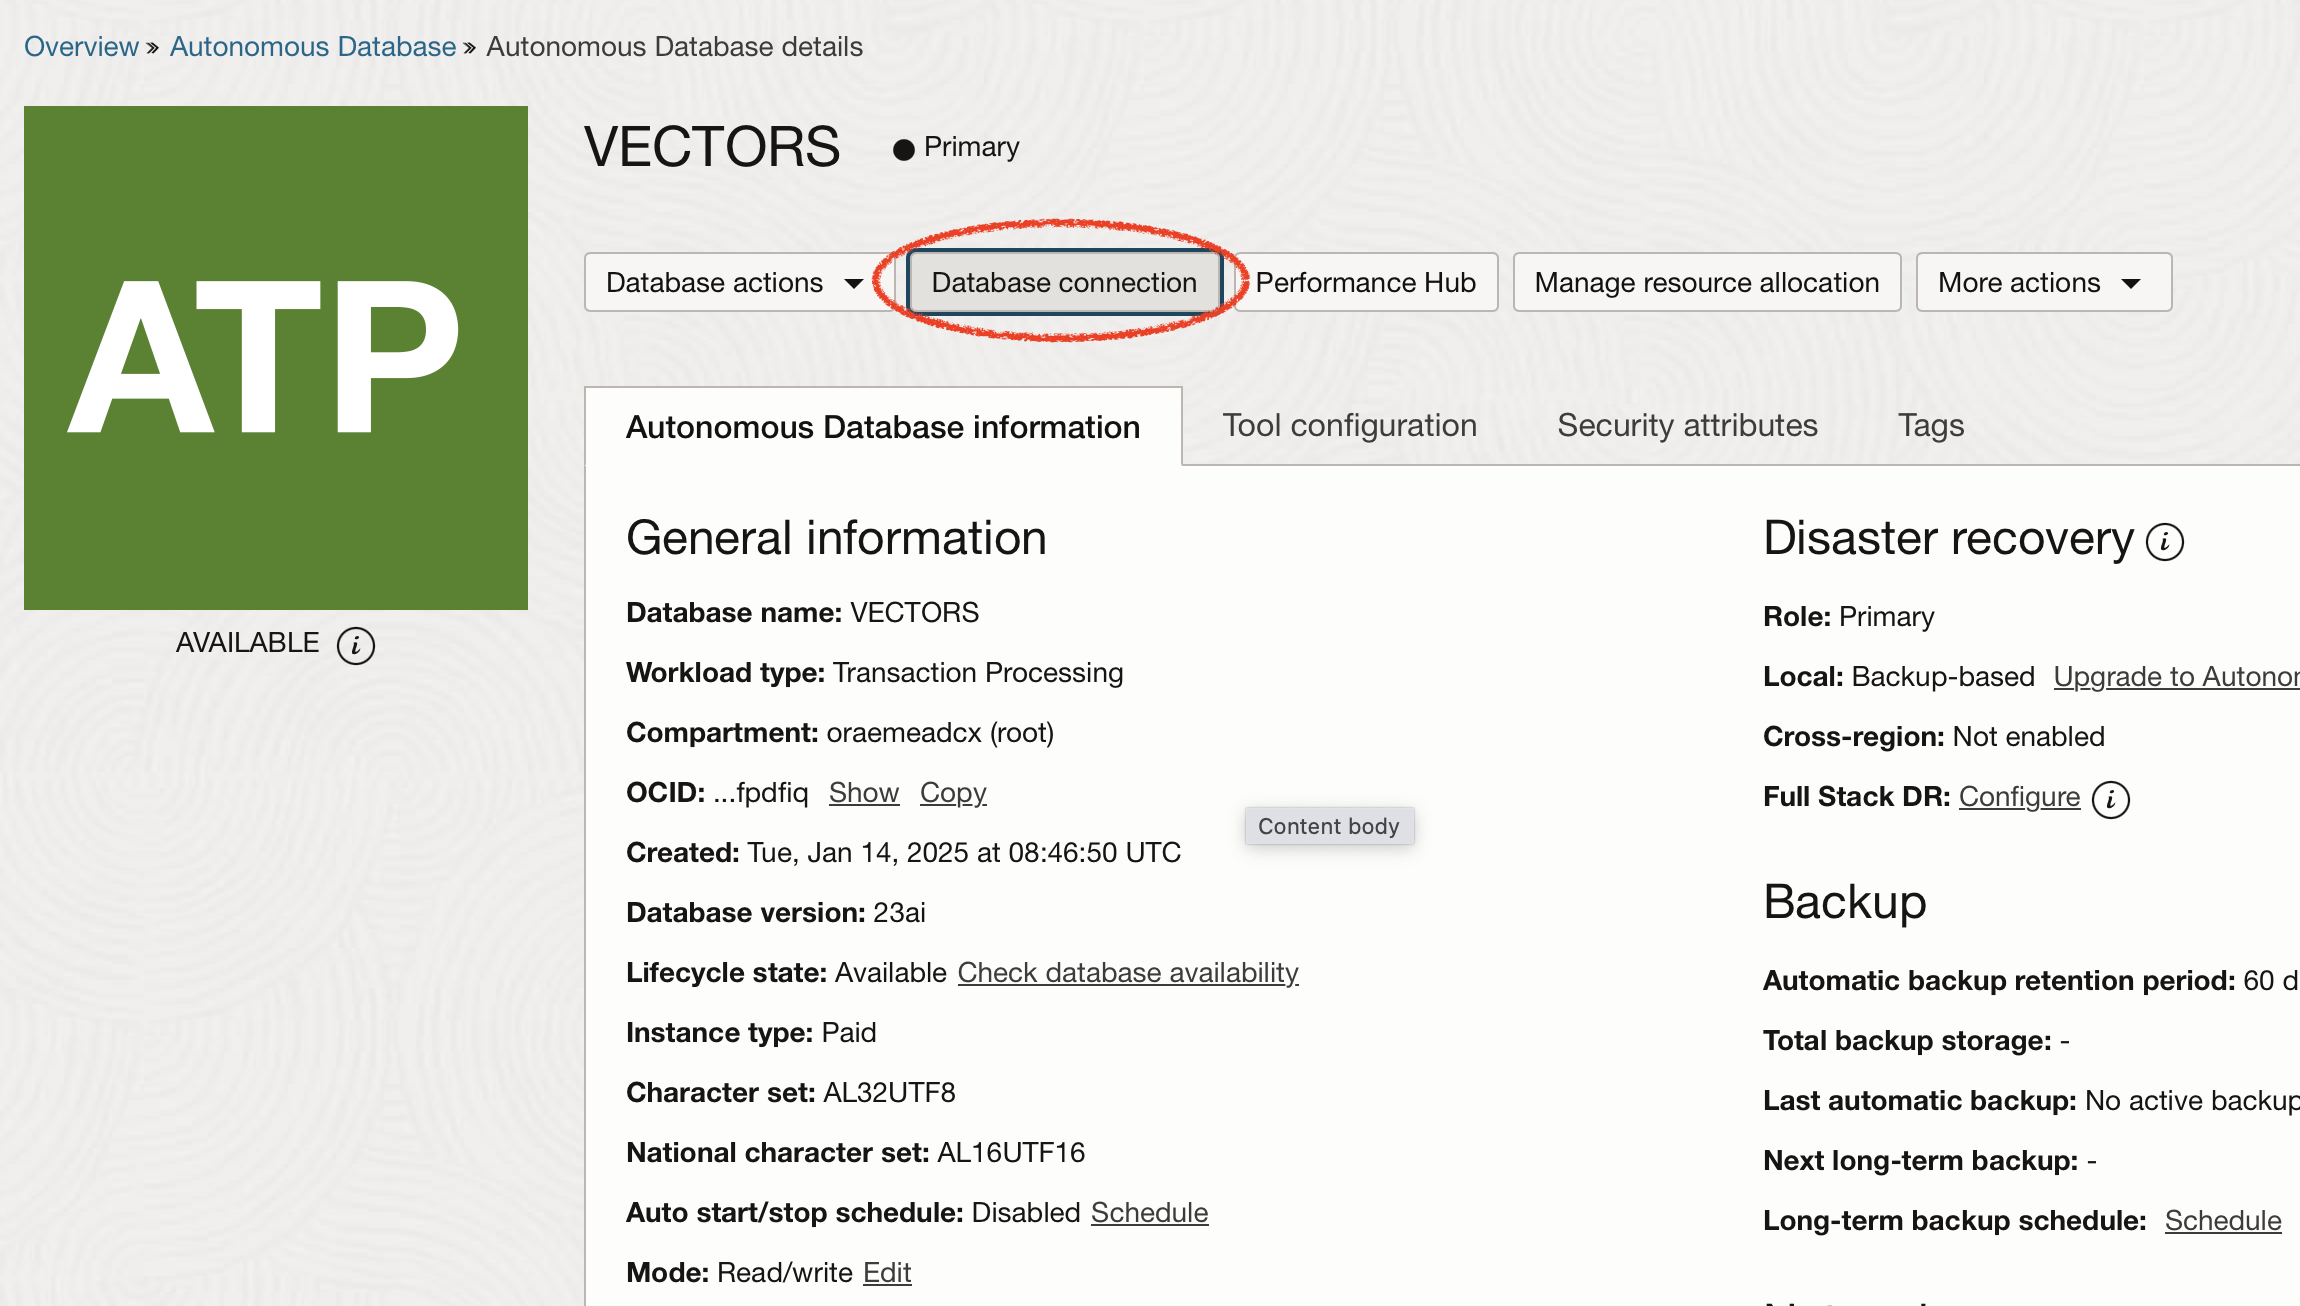 Overview » Autonomous Database » Autonomous Database details
ATP
AVAILABLE
VECTORS
Primary
Database actions
Database connection
Performance Hub
Manage resource allocation
More actions
Autonomous Database information
Tool configuration
Security attributes
Tags
General information
Database name: VECTORS
Workload type: Transaction Processing
Compartment: oraemeadcx (root)
OCID: ...fpdfiq Show Copy
Content body
Created: Tue, Jan 14, 2025 at 08:46:50 UTC
Database version: 23ai
Lifecycle state: Available Check database availability
Instance type: Paid
Character set: AL32UTF8
National character set: AL16UTF16
Auto start/stop schedule: Disabled Schedule
Mode: Read/write Edit
Disaster recovery
Role: Primary
Local: Backup-based Upgrade to
Cross-region: Not enabled
Full Stack DR: Configure
Backup
Automatic backup retention period: 60
Total backup storage: -
Last automatic backup: No active backup
Next long-term backup: -
Long-term backup schedule: Schedule